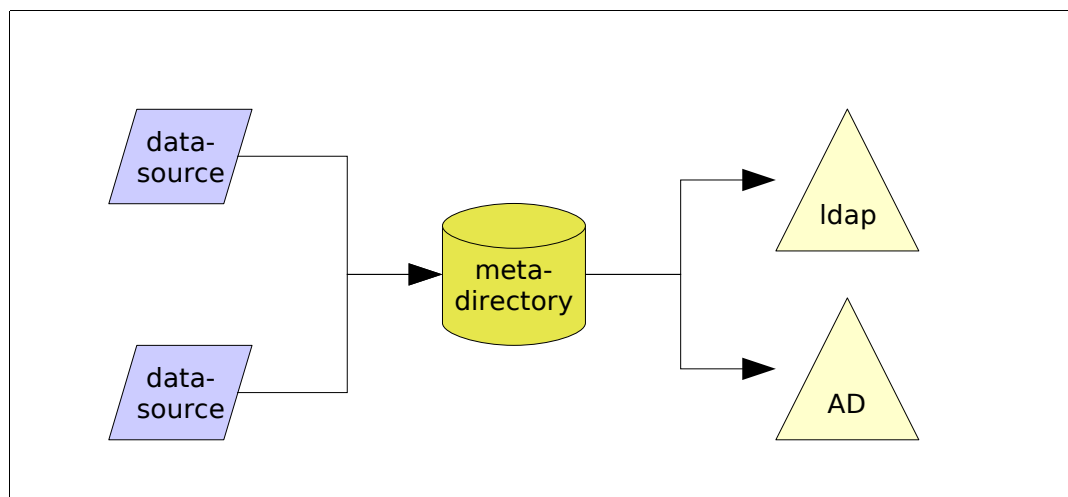 data-
source
meta-
directory
data-
source
ldap
AD